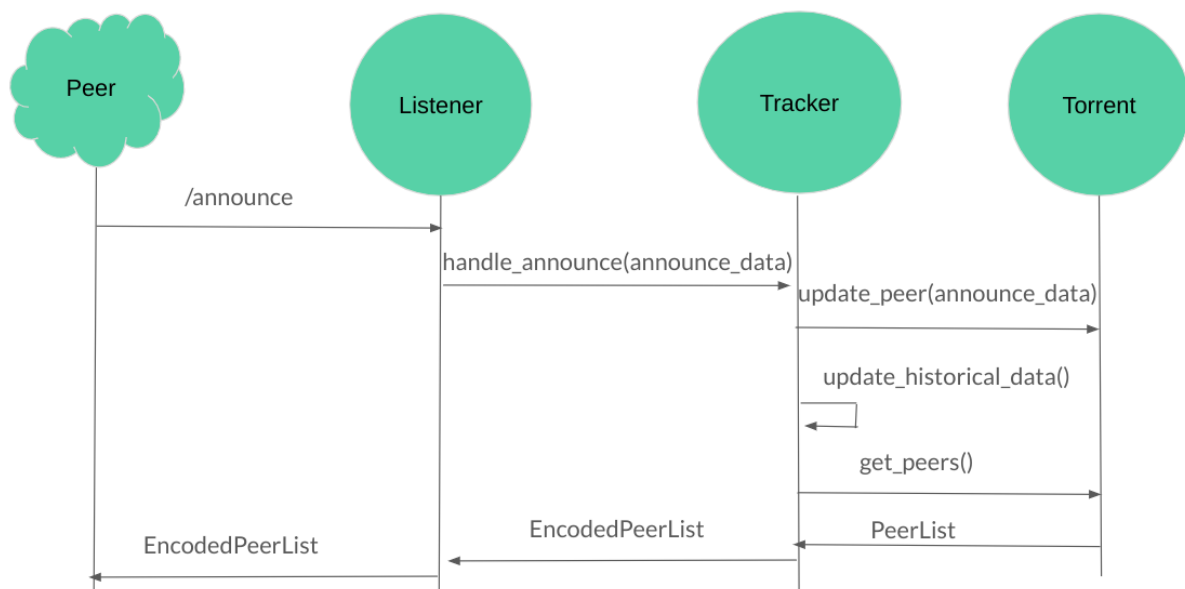 Peer
Listener
Tracker
Torrent
/announce
handle_announce(announce_data)
update_peer(announce_data)
update_historical_data()
get_peers()
PeerList
EncodedPeerList
EncodedPeerList